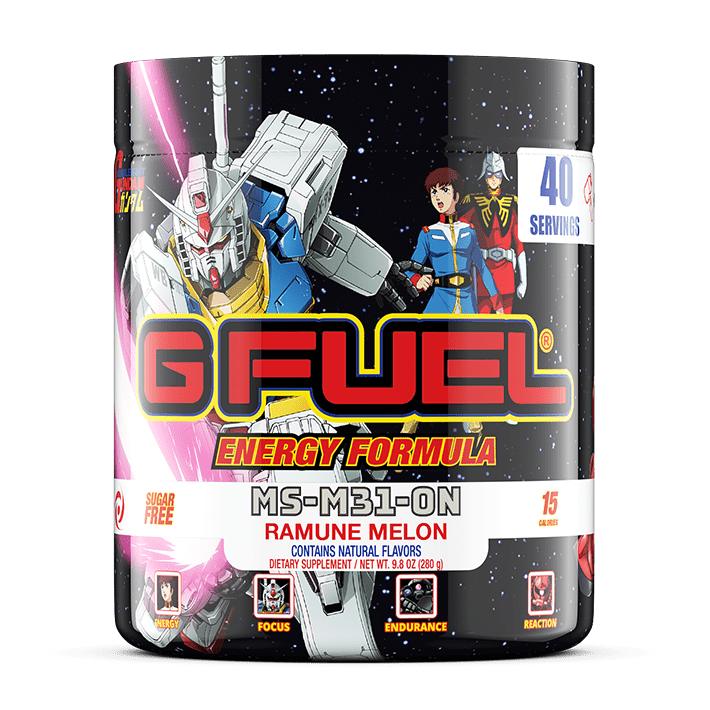 40
SERVINGS
G FUEL®
ENERGY FORMULA
MS-M31-ON
SUGAR
FREE
15
CALORIES
RAMUNE MELON
CONTAINS NATURAL FLAVORS
DIETARY SUPPLEMENT / NET WT. 9.8 OZ (280 g)
ENERGY
FOCUS
ENDURANCE
REACTION